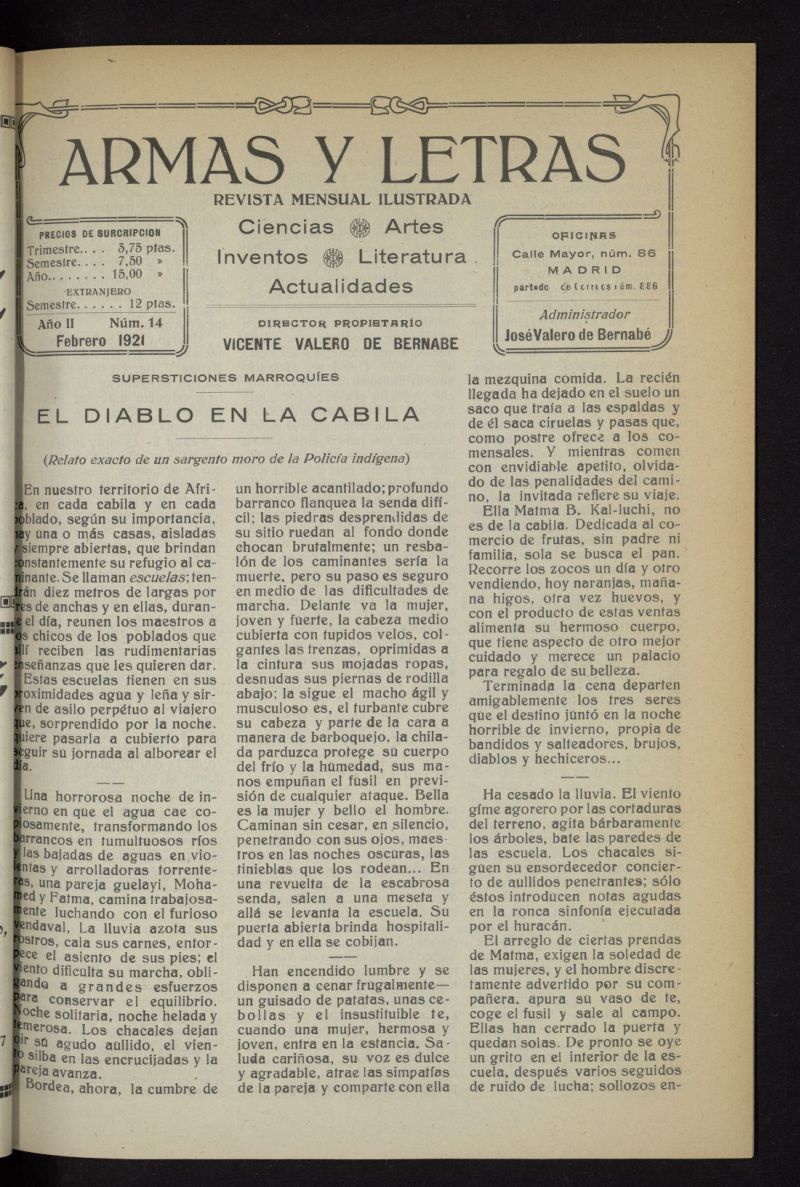 ARMAS Y LETRAS
REVISTA MENSUAL ILUSTRADA
PRECIOS DE SURCRIPCION
Trimestre.. . . 3,75 ptas.
Semestre. . . . 7,50 »
Año. . . . . . . . 15,00 »
EXTRANJERO
Semestre. . . . . . 12 ptas.
Año II Núm. 14
Febrero 1921
Ciencias Artes
Inventos Literatura
Actualidades
DIRECTOR PROPIETARIO
VICENTE VALERO DE BERNABE
OFICINAS
Calle Mayor, núm. 86
MADRID
partado de Correos núm. 886
Administrador
José Valero de Bernabé
SUPERSTICIONES MARROQUÍES
EL DIABLO EN LA CABILA
(Relato exacto de un sargento moro de la Policía indígena)
En nuestro territorio de Afri-
a, en cada cabila y en cada
oblado, según su importancia,
ay una o más casas, aisladas
siempre abiertas, que brindan
onstantemente su refugio al ca-
inante. Se llaman escuelas; ten-
rán diez metros de largas por
res de anchas y en ellas, duran-
e el día, reunen los maestros a
os chicos de los poblados que
llí reciben las rudimentarias
nseñanzas que les quieren dar.
Estas escuelas tienen en sus
roximidades agua y leña y sir-
en de asilo perpétuo al viajero
ue, sorprendido por la noche.
uiere pasarla a cubierto para
eguir su jornada al alborear el
ía.
Una horrorosa noche de in-
vierno en que el agua cae co-
piosamente, transformando los
barrancos en tumultuosos ríos
y las bajadas de aguas en vio-
lentas y arrolladoras torrente-
ras, una pareja guelayi, Moha-
med y Fatma, camina trabajosa-
mente luchando con el furioso
vendaval. La lluvia azota sus
rostros, cala sus carnes, entor-
pece el asiento de sus pies; el
viento dificulta su marcha, obli-
gando a grandes esfuerzos
para conservar el equilibrio.
Noche solitaria, noche helada y
temerosa. Los chacales dejan
oir su agudo aullido, el vien-
to silba en las encrucijadas y la
pareja avanza.
Bordea, ahora, la cumbre de
un horrible acantilado; profundo
barranco flanquea la senda difí-
cil; las piedras desprendidas de
su sitio ruedan al fondo donde
chocan brutalmente; un resba-
lón de los caminantes sería la
muerte, pero su paso es seguro
en medio de las dificultades de
marcha. Delante va la mujer,
joven y fuerte, la cabeza medio
cubierta con tupidos velos, col-
gantes las trenzas, oprimidas a
la cintura sus mojadas ropas,
desnudas sus piernas de rodilla
abajo; la sigue el macho ágil y
musculoso es, el turbante cubre
su cabeza y parte de la cara a
manera de barboquejo, la chila-
da parduzca protege su cuerpo
del frío y la humedad, sus ma-
nos empuñan el fusil en previ-
sión de cualquier ataque. Bella
es la mujer y bello el hombre.
Caminan sin cesar, en silencio,
penetrando con sus ojos, maes-
tros en las noches oscuras, las
tinieblas que los rodean... En
una revuelta de la escabrosa
senda, salen a una meseta y
allá se levanta la escuela. Su
puerta abierta brinda hospitali-
dad y en ella se cobijan.
Han encendido lumbre y se
disponen a cenar frugalmente—
un guisado de patatas, unas ce-
bollas y el insustituible te,
cuando una mujer, hermosa y
joven, entra en la estancia. Sa-
luda cariñosa, su voz es dulce
y agradable, atrae las simpatías
de la pareja y comparte con ella
la mezquina comida. La recién
llegada ha dejado en el suelo un
saco que traía a las espaldas y
de él saca ciruelas y pasas que,
como postre ofrece a los co-
mensales. Y mientras comen
con envidiable apetito, olvida-
do de las penalidades del cami-
no, la invitada refiere su viaje.
Ella Matma B. Kal-luchi, no
es de la cabila. Dedicada al co-
mercio de frutas, sin padre ni
familia, sola se busca el pan.
Recorre los zocos un día y otro
vendiendo, hoy naranjas, maña-
na higos, otra vez huevos, y
con el producto de estas ventas
alimenta su hermoso cuerpo,
que tiene aspecto de otro mejor
cuidado y merece un palacio
para regalo de su belleza.
Terminada la cena departen
amigablemente los tres seres
que el destino juntó en la noche
horrible de invierno, propia de
bandidos y salteadores, brujos,
diablos y hechiceros...
Ha cesado la lluvia. El viento
gime agorero por las cortaduras
del terreno, agita bárbaramente
los árboles, bate las paredes de
las escuela. Los chacales si-
guen su ensordecedor concier-
to de aullidos penetrantes; sólo
éstos introducen notas agudas
en la ronca sinfonía ejecutada
por el huracán.
El arreglo de ciertas prendas
de Matma, exigen la soledad de
las mujeres, y el hombre discre-
tamente advertido por su com-
pañera, apura su vaso de te,
coge el fusil y sale al campo.
Ellas han cerrado la puerta y
quedan solas. De pronto se oye
un grito en el interior de la es-
cuela, después varios seguidos
de ruido de lucha; sollozos en-